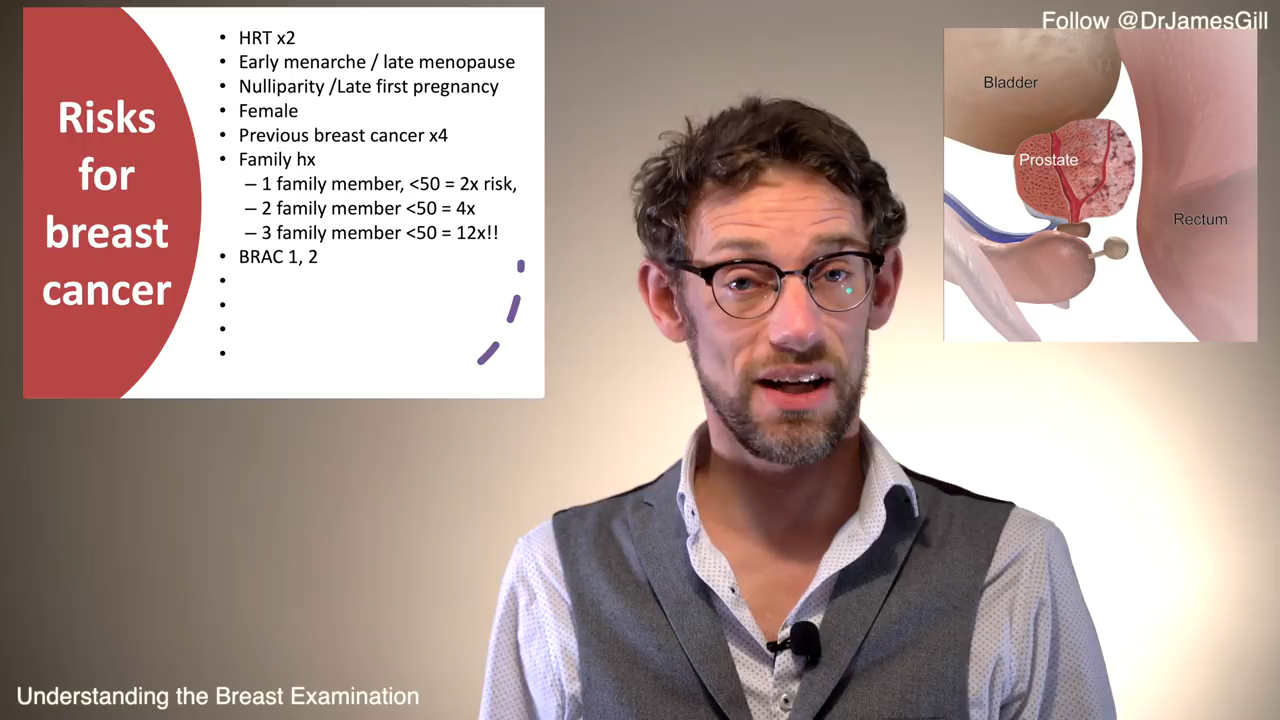 Follow @DrJamesGill
Risks
for
breast
cancer
• HRT x2
• Early menarche / late menopause
• Nulliparity /Late first pregnancy
• Female
• Previous breast cancer x4
• Family hx
– 1 family member, <50 = 2x risk,
– 2 family member <50 = 4x
– 3 family member <50 = 12x!!
• BRAC 1, 2
•
•
•
•
Bladder
Prostate
Rectum
Understanding the Breast Examination